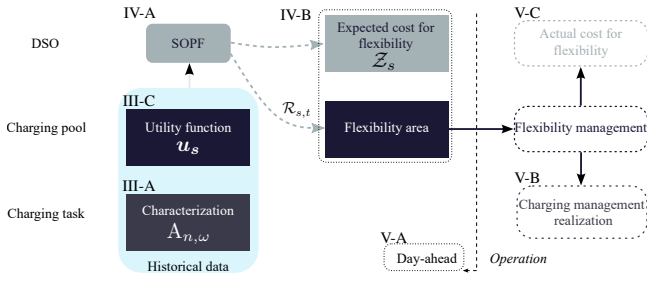 IV-A
IV-B
V-C
DSO
SOPF
Expected cost for
flexibility
𝒵ₛ
Actual cost for
flexibility
III-C
ℛₛ,ₜ
Charging pool
Utility function
𝒖ₛ
Flexibility area
Flexibility management
III-A
V-B
Charging task
Characterization
Aₙ,ω
Charging management
realization
V-A
Historical data
Day-ahead
Operation